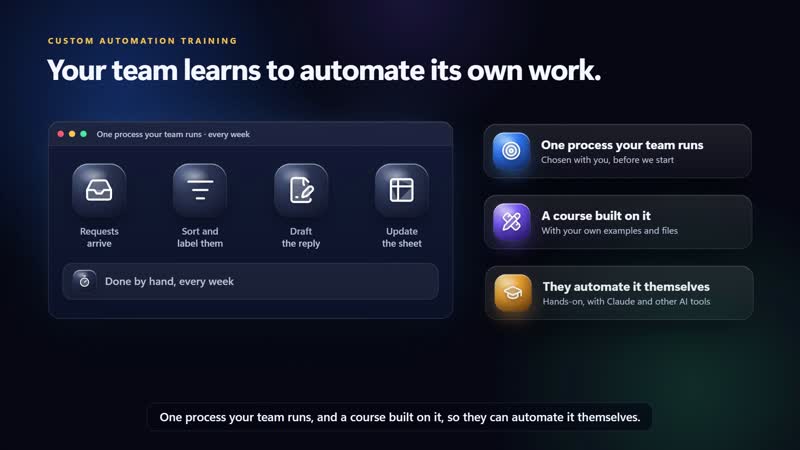 CUSTOM AUTOMATION TRAINING
Your team learns to automate its own work.
One process your team runs · every week
Requests
arrive
Sort and
label them
Draft
the reply
Update
the sheet
Done by hand, every week
One process your team runs
Chosen with you, before we start
A course built on it
With your own examples and files
They automate it themselves
Hands-on, with Claude and other AI tools
One process your team runs, and a course built on it, so they can automate it themselves.